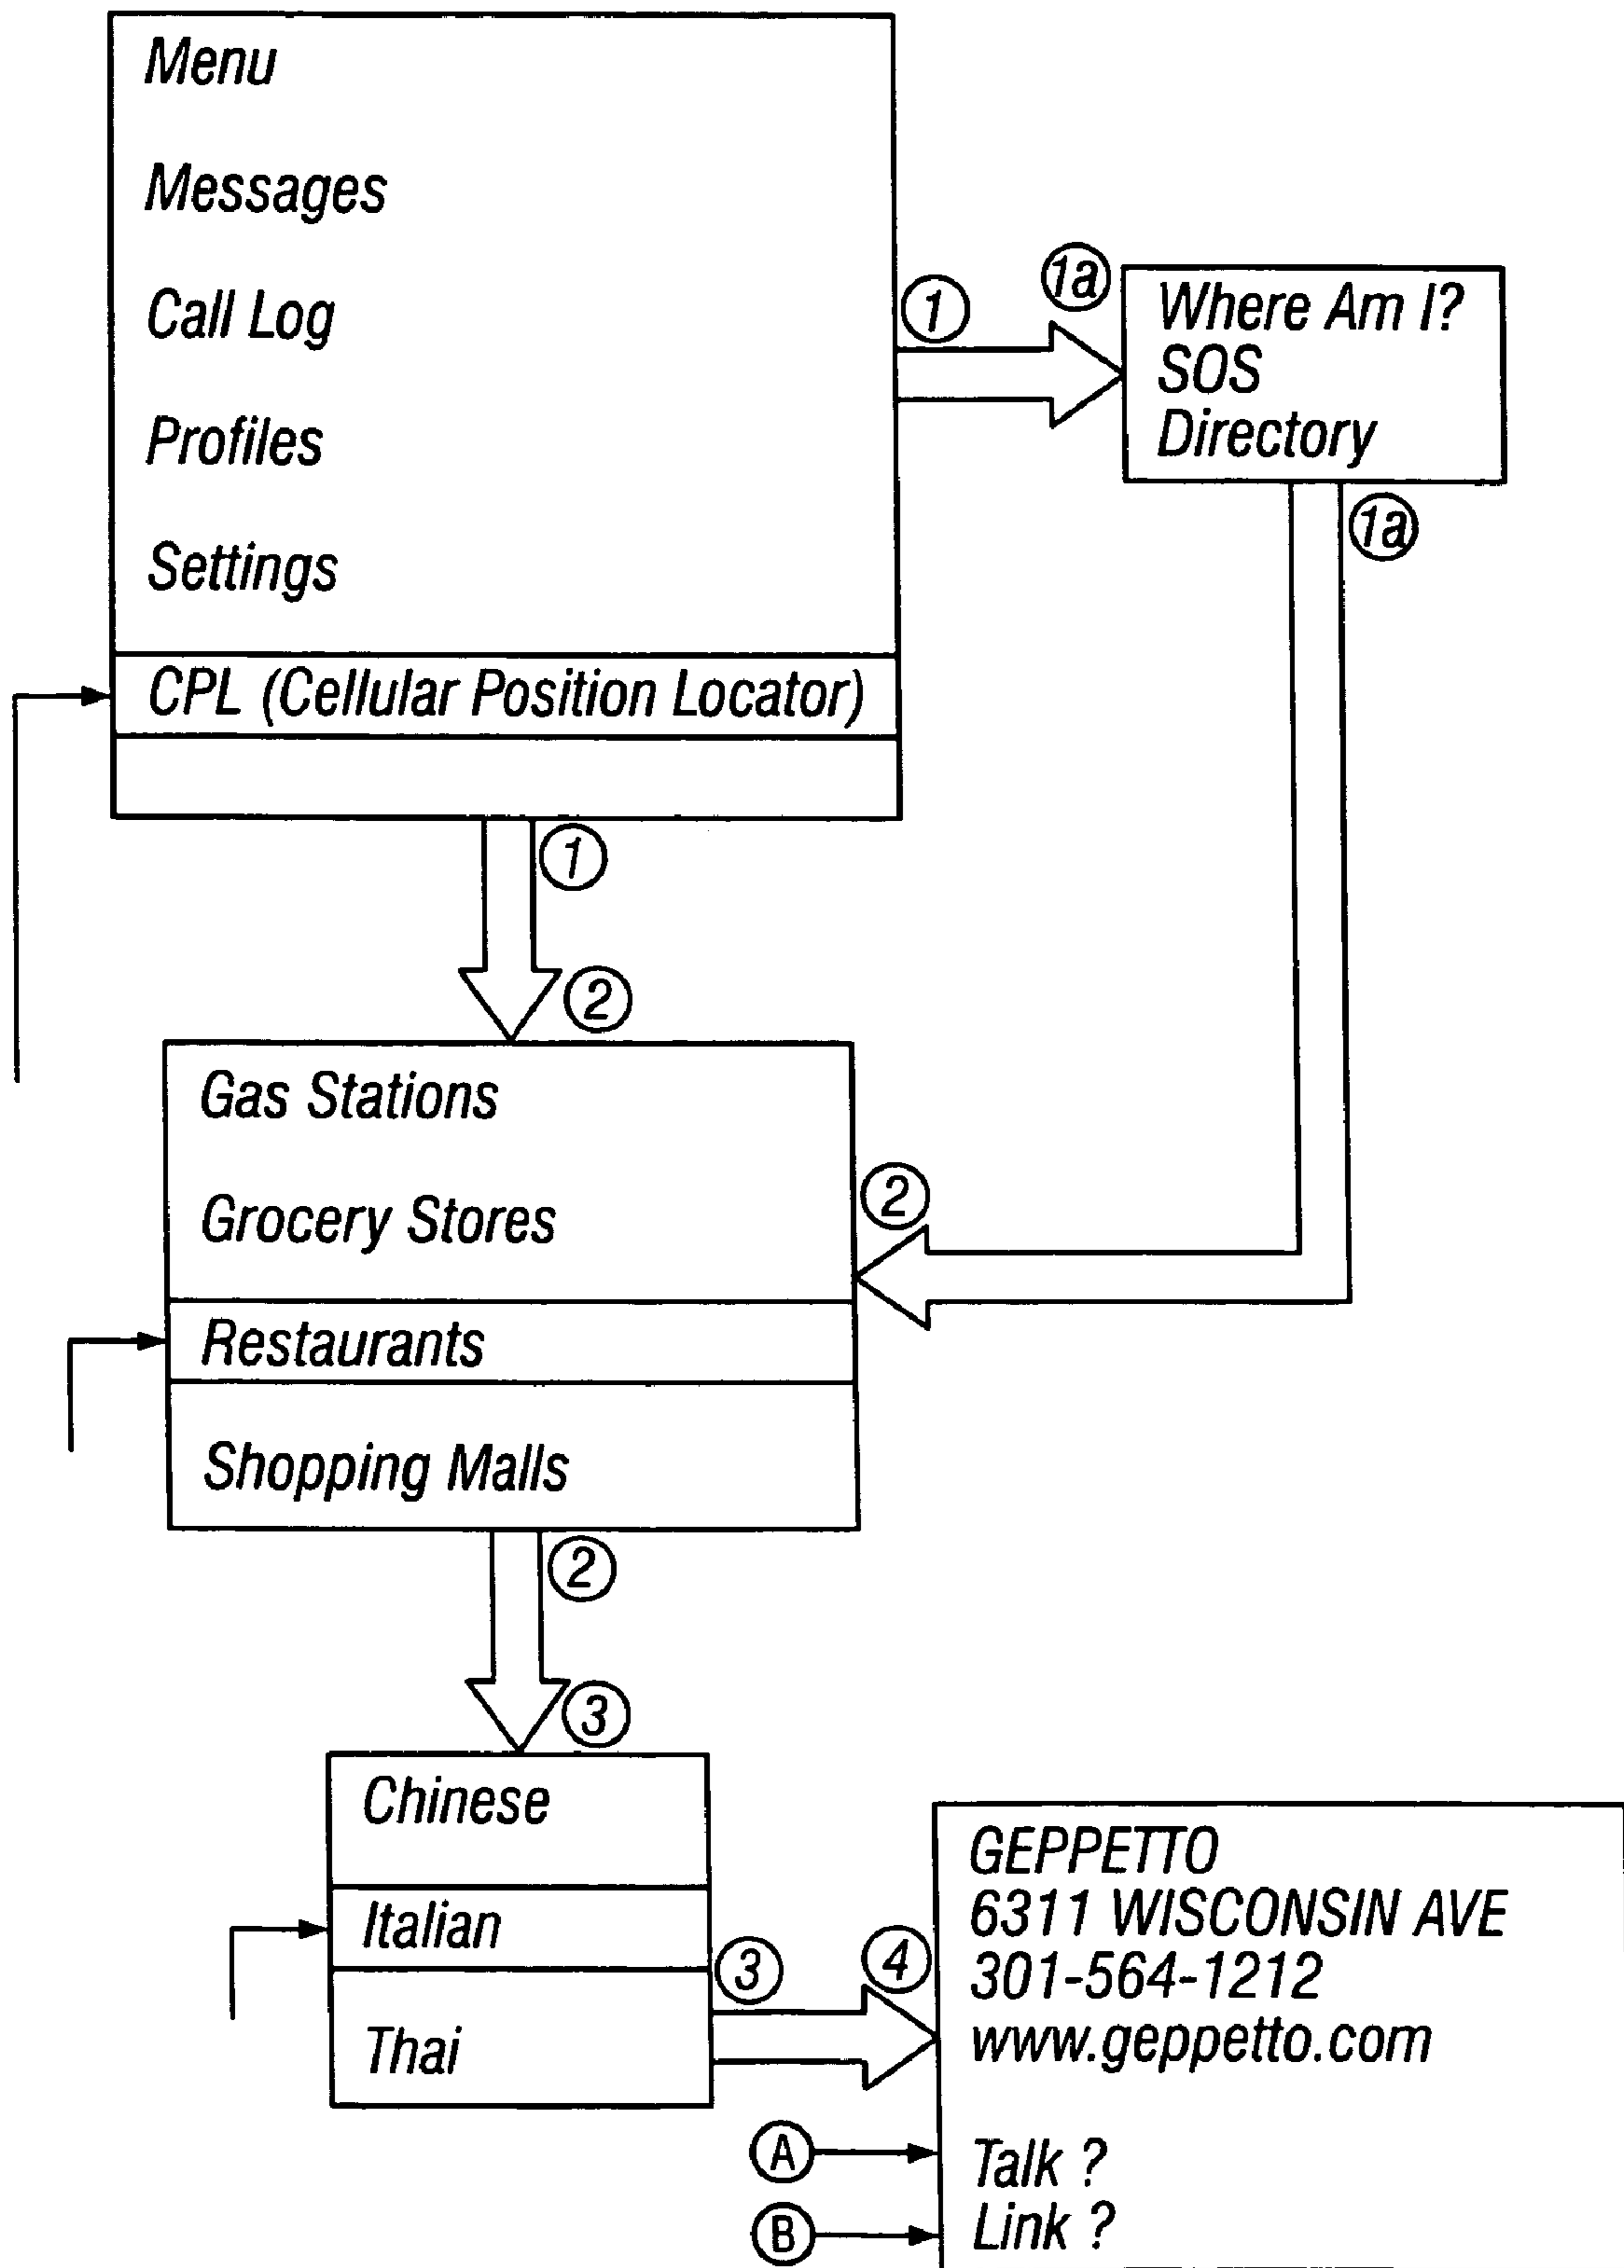 Menu
Messages
Call Log
Profiles
Settings
CPL (Cellular Position Locator)
1
1a
Where Am I?
SOS
Directory
1a
1
2
Gas Stations
Grocery Stores
Restaurants
Shopping Malls
2
2
3
Chinese
Italian
Thai
3
4
GEPPETTO
6311 WISCONSIN AVE
301-564-1212
www.geppetto.com
A
Talk ?
B
Link ?